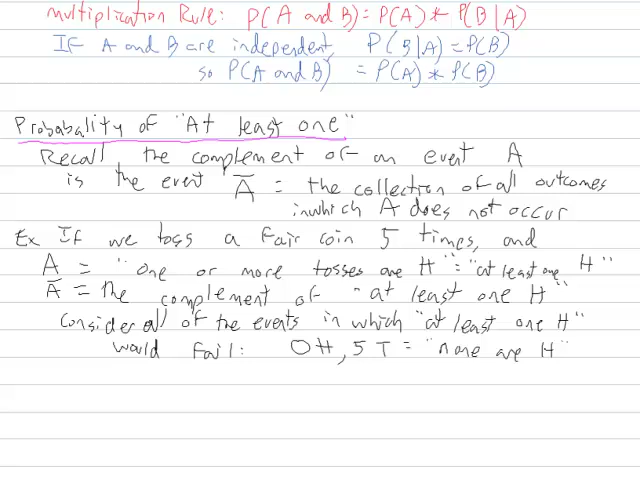 multiplication Rule: P(A and B) = P(A) * P(B|A)
IF A and B are independent, P(B|A) = P(B)
so P(A and B) = P(A) * P(B)
Probabality of "At least one"
Recall the complement of an event A
is the event A̅ = the collection of all outcomes
in which A does not occur
Ex IF we toss a Fair coin 5 times, and
A = "one or more tosses are H" = "at least one H"
A̅ = the complement of "at least one H"
Consider all of the events in which "at least one H"
would Fail: 0H, 5T = "none are H"